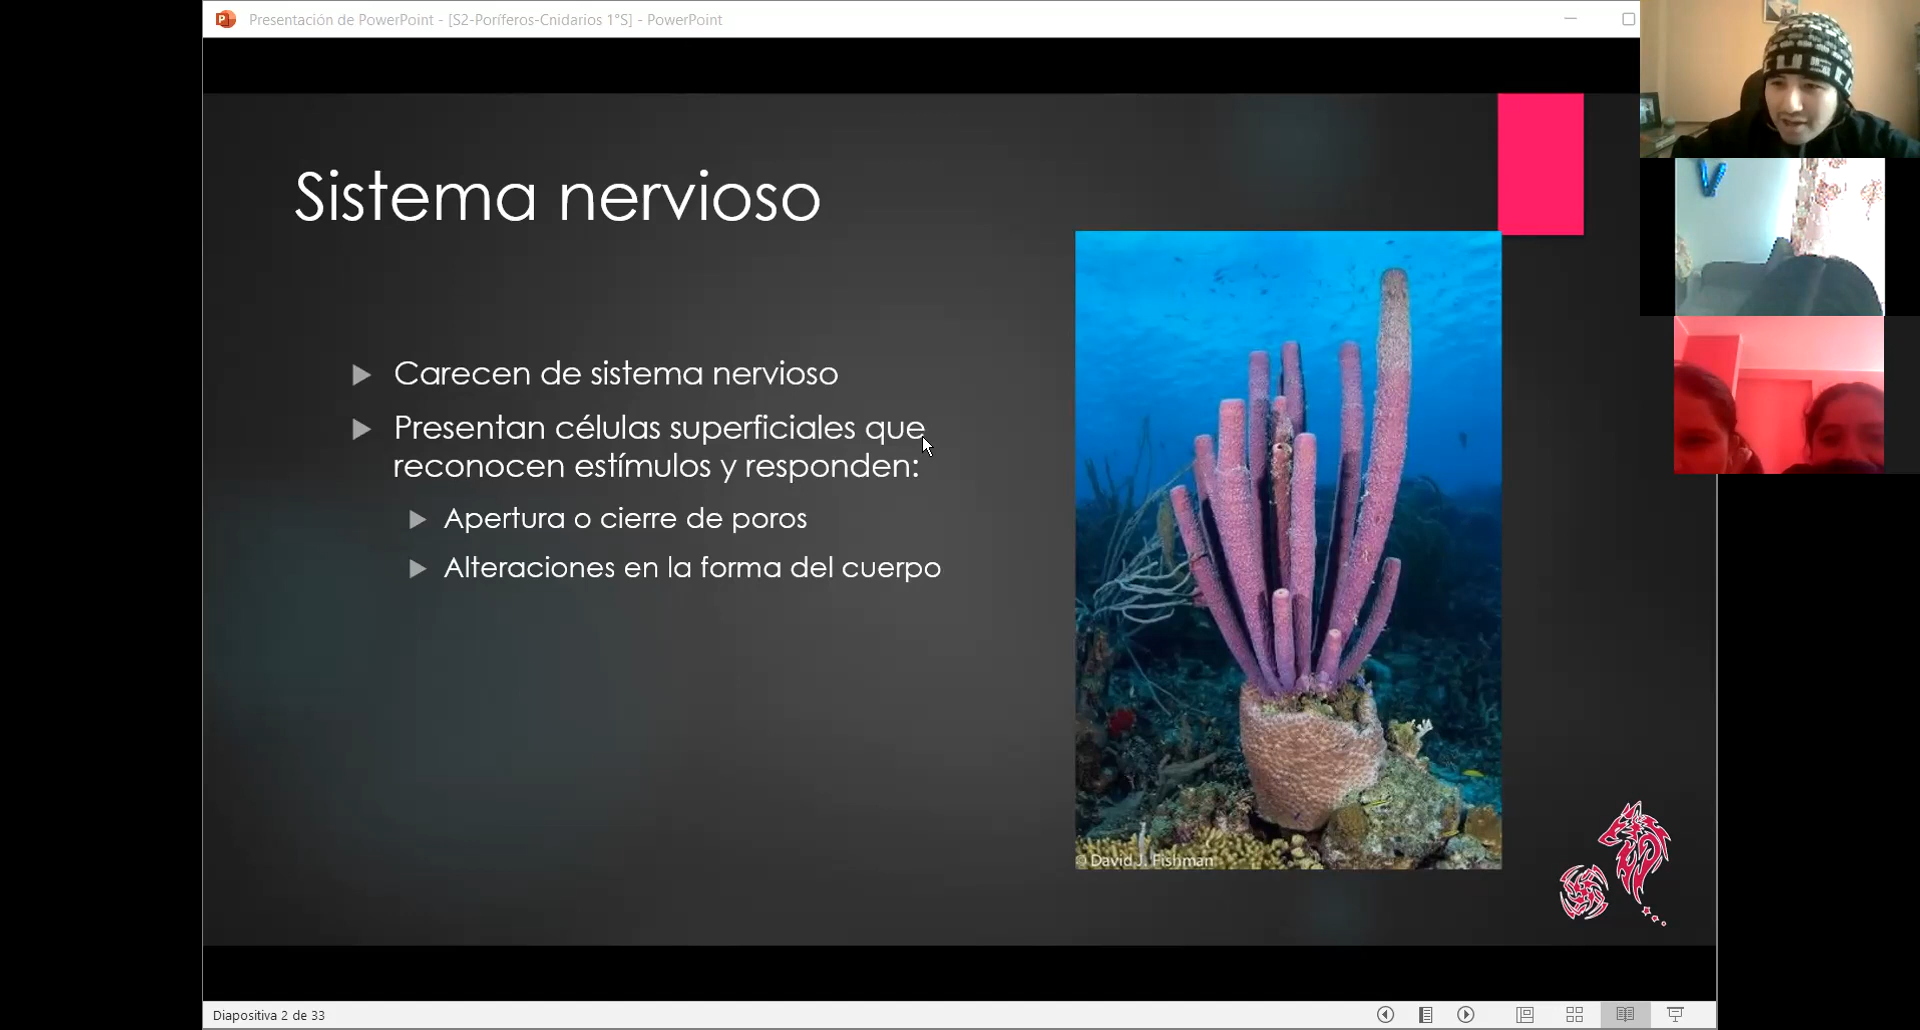 Presentación de PowerPoint - [S2-Poríferos-Cnidarios 1°S] - PowerPoint
Sistema nervioso
Carecen de sistema nervioso
Presentan células superficiales que
reconocen estímulos y responden:
Apertura o cierre de poros
Alteraciones en la forma del cuerpo
© David J. Fishman
Diapositiva 2 de 33